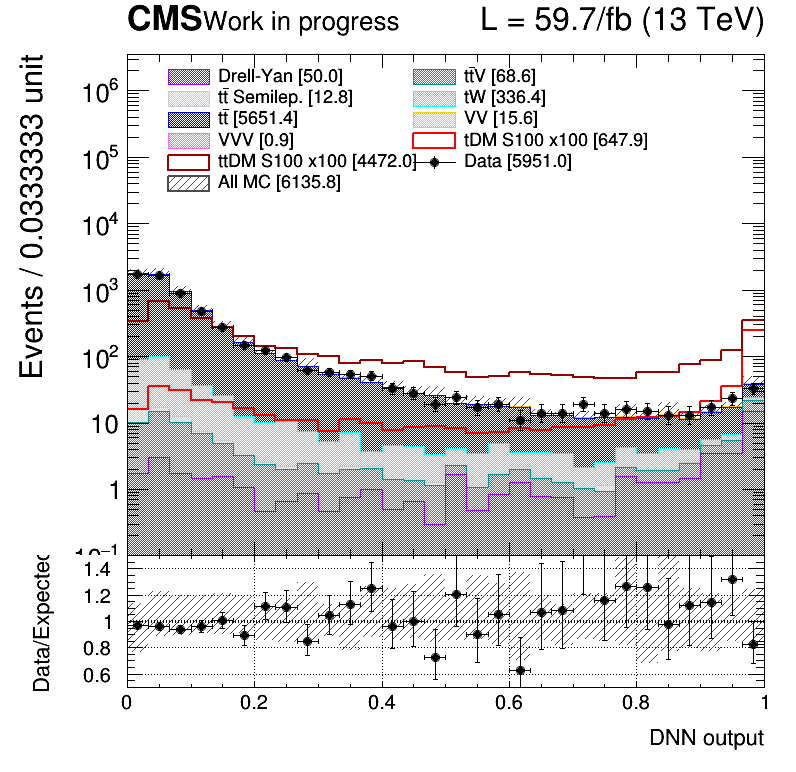 CMS Work in progress L = 59.7/fb (13 TeV)
Events / 0.0333333 unit
Drell-Yan [50.0] tt̄V [68.6]
tt̄ Semilep. [12.8] tW [336.4]
tt̄ [5651.4] VV [15.6]
VVV [0.9] tDM S100 x100 [647.9]
ttDM S100 x100 [4472.0] Data [5951.0]
All MC [6135.8]
10⁶
10⁵
10⁴
10³
10²
10
1
10⁻¹
Data/Expected
1.4
1.2
1
0.8
0.6
0 0.2 0.4 0.6 0.8 1
DNN output